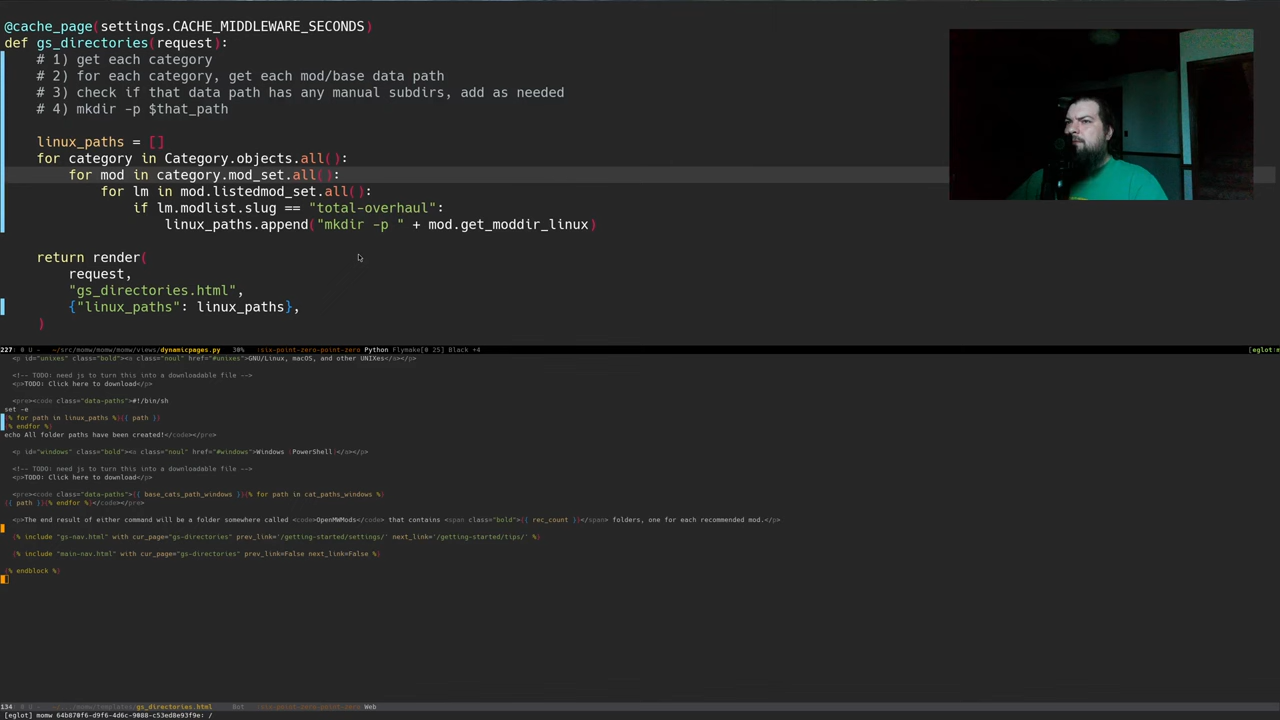 @cache_page(settings.CACHE_MIDDLEWARE_SECONDS)
def gs_directories(request):
# 1) get each category
# 2) for each category, get each mod/base data path
# 3) check if that data path has any manual subdirs, add as needed
# 4) mkdir -p $that_path
linux_paths = []
for category in Category.objects.all():
for mod in category.mod_set.all():
for lm in mod.listedmod_set.all():
if lm.modlist.slug == "total-overhaul":
linux_paths.append("mkdir -p " + mod.get_moddir_linux)
return render(
request,
"gs_directories.html",
{"linux_paths": linux_paths},
)
227: 0 U - ~/src/momw/momw/momw/views/dynamicpages.py 30% :six-point-zero-point-zero Python Flymake[0 25] Black +4 [eglot:m
<p id="unixes" class="bold"><a class="noul" href="#unixes">GNU/Linux, macOS, and other UNIXes</a></p>
<!-- TODO: need js to turn this into a downloadable file -->
<p>TODO: Click here to download</p>
<pre><code class="data-paths">#!/bin/sh
set -e
{% for path in linux_paths %}{{ path }}
{% endfor %}
echo All folder paths have been created!</code></pre>
<p id="windows" class="bold"><a class="noul" href="#windows">Windows (PowerShell)</a></p>
<!-- TODO: need js to turn this into a downloadable file -->
<p>TODO: Click here to download</p>
<pre><code class="data-paths">{{ base_cats_path_windows }}{% for path in cat_paths_windows %}
{{ path }}{% endfor %}</code></pre>
<p>The end result of either command will be a folder somewhere called <code>OpenMWMods</code> that contains <span class="bold">{{ rec_count }}</span> folders, one for each recommended mod.</p>
{% include "gs-nav.html" with cur_page="gs-directories" prev_link='/getting-started/settings/' next_link='/getting-started/tips/' %}
{% include "main-nav.html" with cur_page="gs-directories" prev_link=False next_link=False %}
{% endblock %}
134: 0 U - momw/templates/gs_directories.html Bot :six-point-zero-point-zero Web
[eglot] momw 64b870f6-d9f6-4d6c-9088-c53ed8e93f9e: /